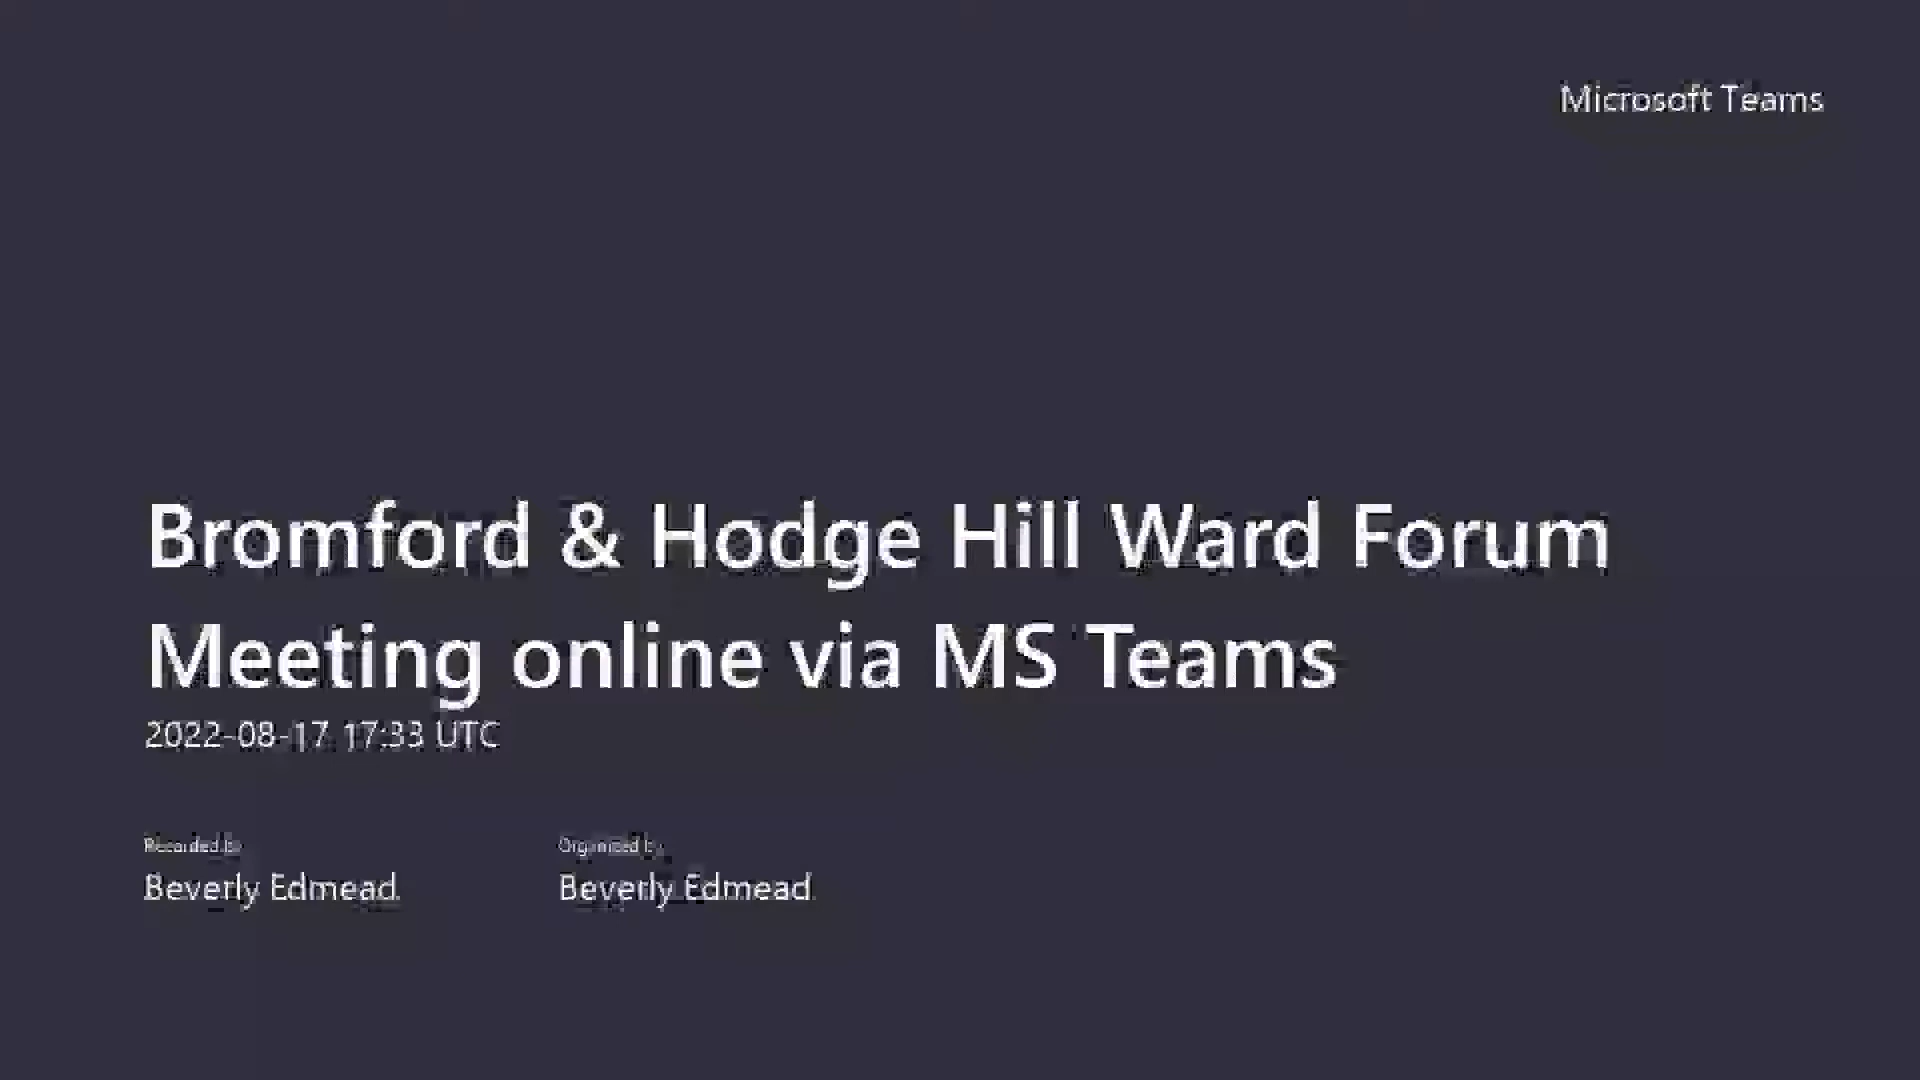 Microsoft Teams
Bromford & Hodge Hill Ward Forum
Meeting online via MS Teams
2022-08-17 17:33 UTC
Recorded by
Organized by
Beverly Edmead
Beverly Edmead